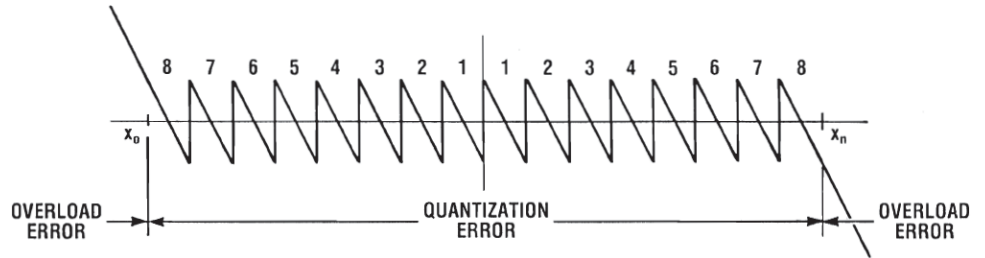 8 7 6 5 4 3 2 1 1 2 3 4 5 6 7 8
x₀ xₙ
OVERLOAD ERROR
QUANTIZATION ERROR
OVERLOAD ERROR